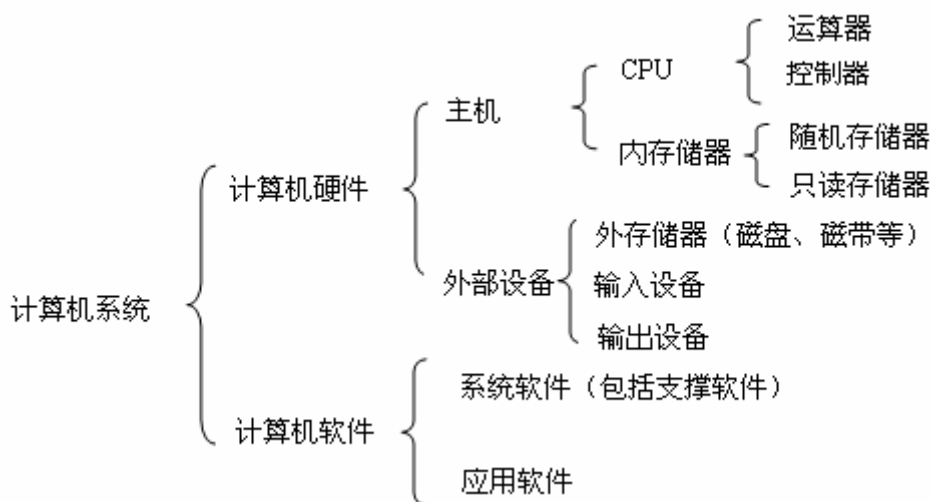 运算器
CPU
控制器
主机
随机存储器
内存储器
只读存储器
计算机硬件
外存储器（磁盘、磁带等）
外部设备
输入设备
计算机系统
输出设备
系统软件（包括支撑软件）
计算机软件
应用软件